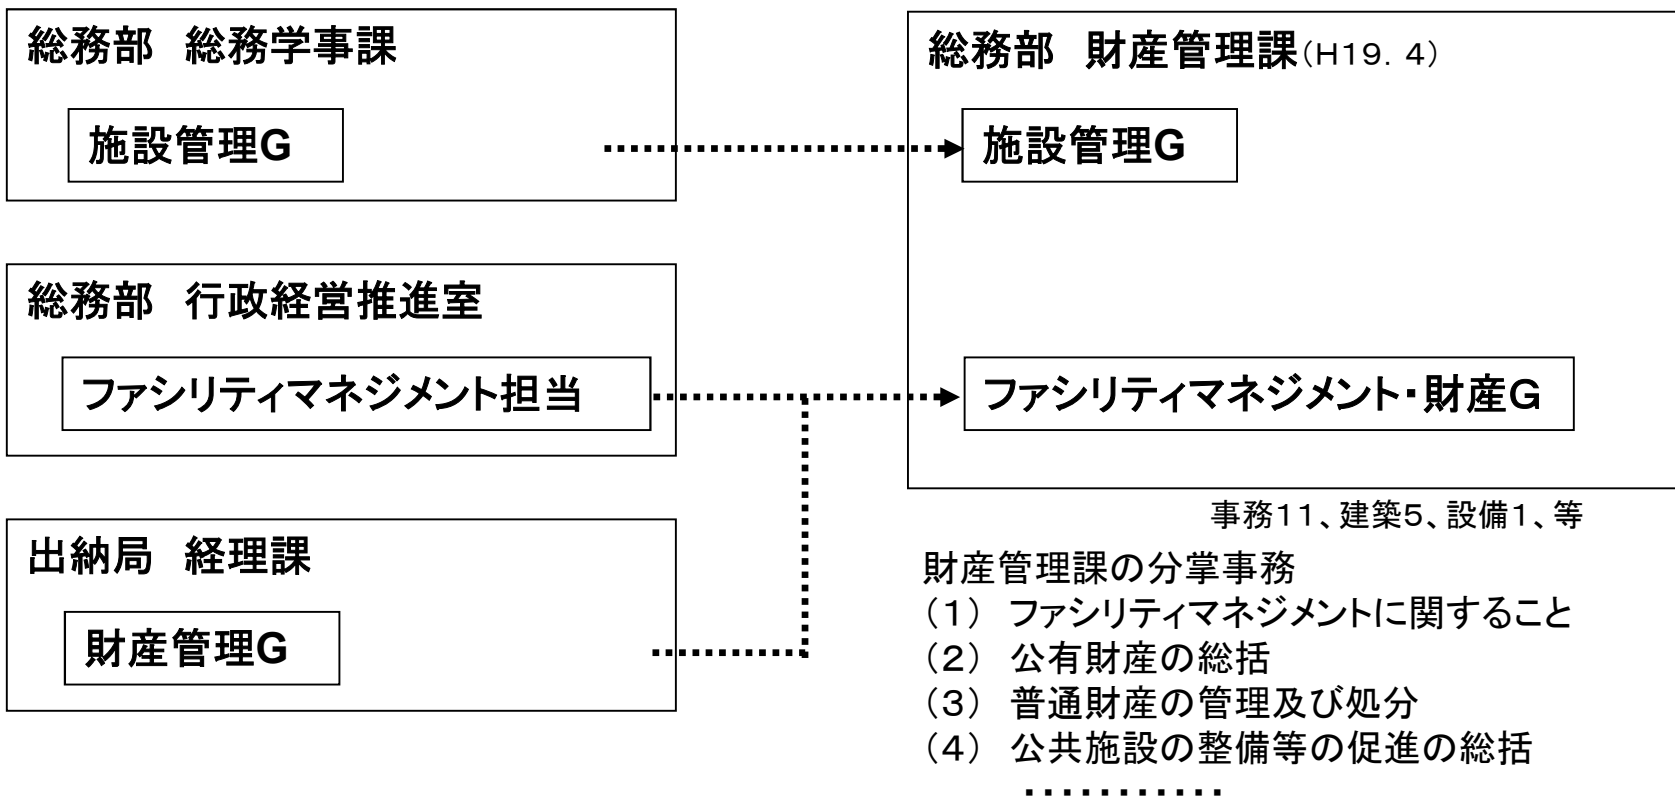 総務部　総務学事課
施設管理G
総務部　行政経営推進室
ファシリティマネジメント担当
出納局　経理課
財産管理G
総務部　財産管理課(H19. 4)
施設管理G
ファシリティマネジメント・財産G
事務11、建築5、設備1、等
財産管理課の分掌事務
(1)　ファシリティマネジメントに関すること
(2)　公有財産の総括
(3)　普通財産の管理及び処分
(4)　公共施設の整備等の促進の総括
・・・・・・・・・・・